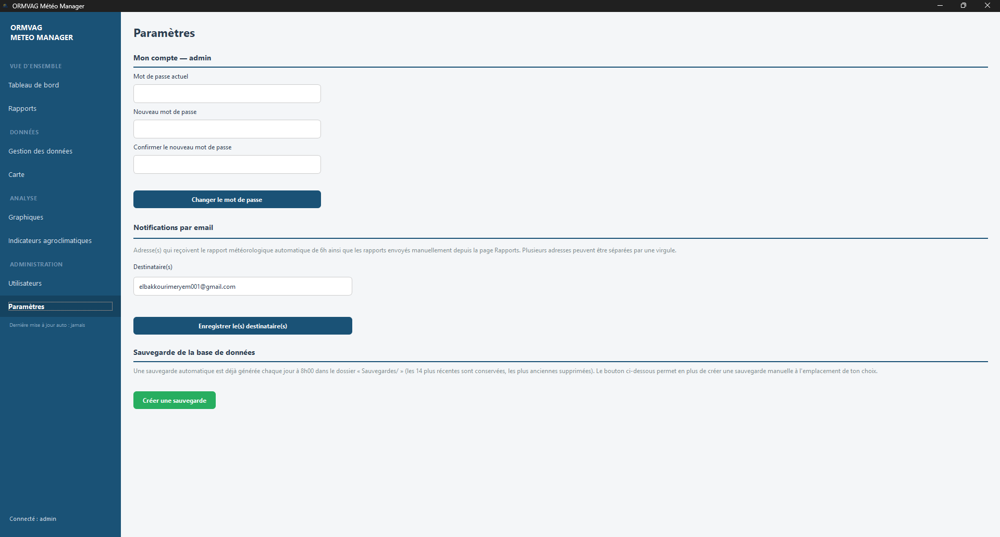 ORMVAG Météo Manager
ORMVAG
METEO MANAGER
VUE D'ENSEMBLE
Tableau de bord
Rapports
DONNÉES
Gestion des données
Carte
ANALYSE
Graphiques
Indicateurs agroclimatiques
ADMINISTRATION
Utilisateurs
Paramètres
Dernière mise à jour auto : jamais
Connecté : admin
Paramètres
Mon compte — admin
Mot de passe actuel
Nouveau mot de passe
Confirmer le nouveau mot de passe
Changer le mot de passe
Notifications par email
Adresse(s) qui reçoivent le rapport météorologique automatique de 6h ainsi que les rapports envoyés manuellement depuis la page Rapports. Plusieurs adresses peuvent être séparées par une virgule.
Destinataire(s)
elbakkourimeryem001@gmail.com
Enregistrer le(s) destinataire(s)
Sauvegarde de la base de données
Une sauvegarde automatique est déjà générée chaque jour à 8h00 dans le dossier « Sauvegardes/ » (les 14 plus récentes sont conservées, les plus anciennes supprimées). Le bouton ci-dessous permet en plus de créer une sauvegarde manuelle à l'emplacement de ton choix.
Créer une sauvegarde